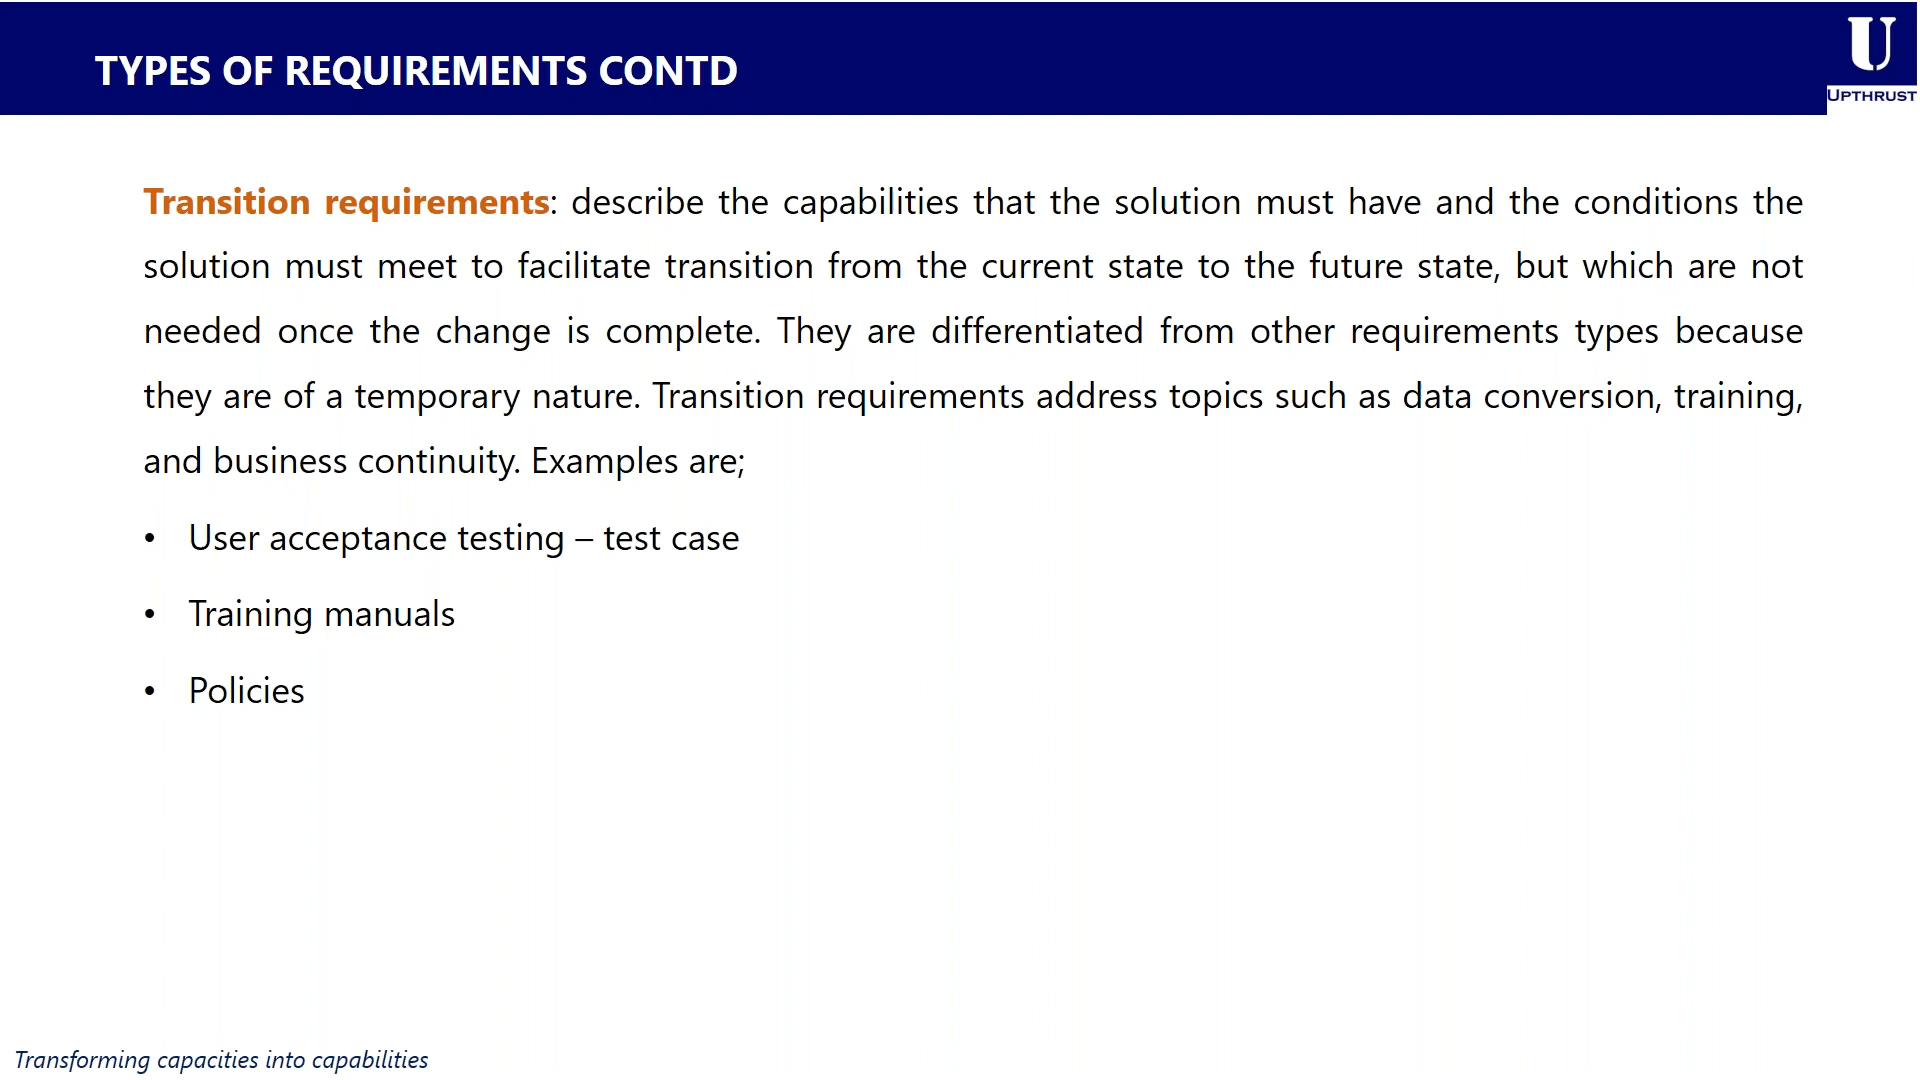 TYPES OF REQUIREMENTS CONTD
U
UPTHRUST
Transition requirements: describe the capabilities that the solution must have and the conditions the
solution must meet to facilitate transition from the current state to the future state, but which are not
needed once the change is complete. They are differentiated from other requirements types because
they are of a temporary nature. Transition requirements address topics such as data conversion, training,
and business continuity. Examples are;
• User acceptance testing – test case
• Training manuals
• Policies
Transforming capacities into capabilities